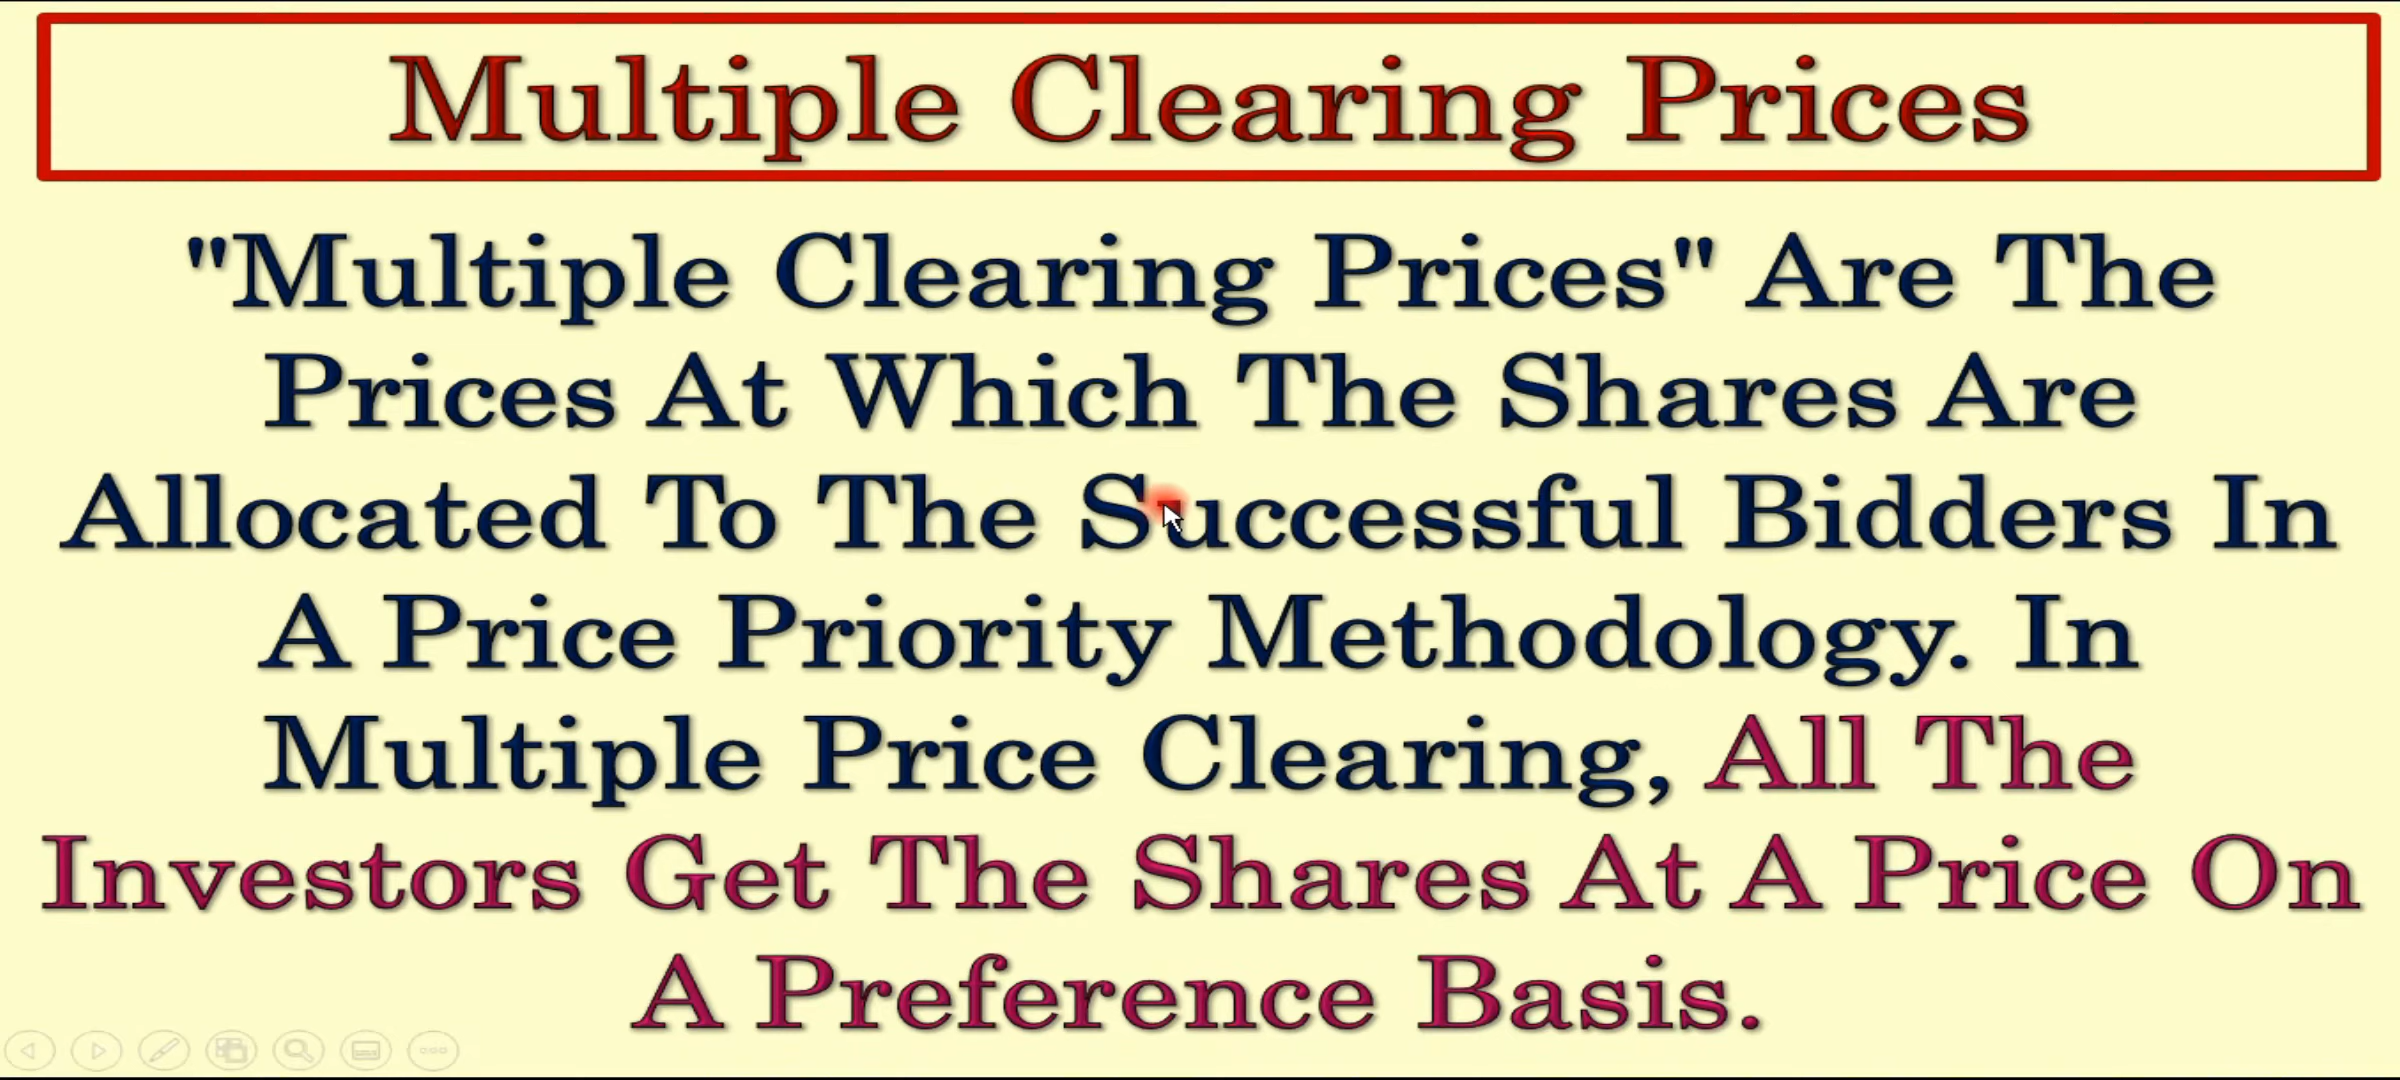 Multiple Clearing Prices
"Multiple Clearing Prices" Are The
Prices At Which The Shares Are
Allocated To The Successful Bidders In
A Price Priority Methodology. In
Multiple Price Clearing, All The
Investors Get The Shares At A Price On
A Preference Basis.